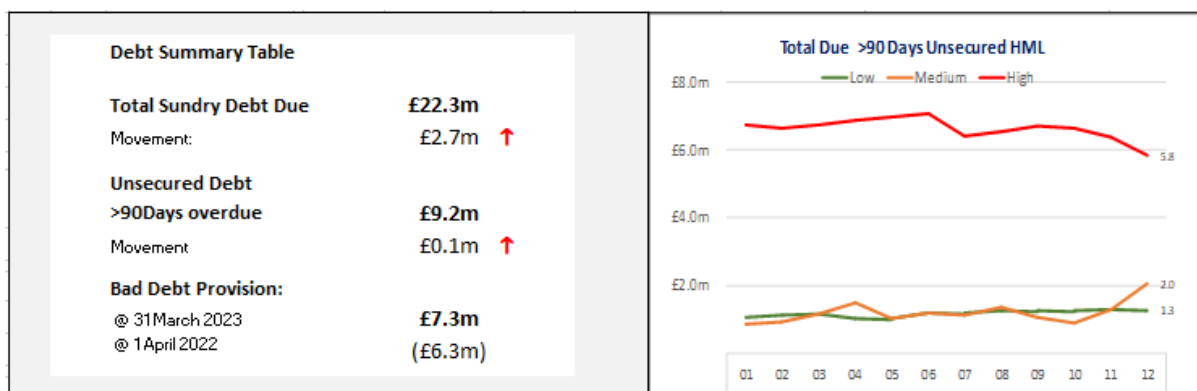 Debt Summary Table
Total Sundry Debt Due £22.3m
Movement: £2.7m ↑
Unsecured Debt
>90Days overdue £9.2m
Movement £0.1m ↑
Bad Debt Provision:
@ 31March 2023 £7.3m
@ 1April 2022 (£6.3m)
Total Due >90 Days Unsecured HML
Low Medium High
£8.0m
£6.0m
£4.0m
£2.0m
5.8
2.0
1.3
01 02 03 04 05 06 07 08 09 10 11 12